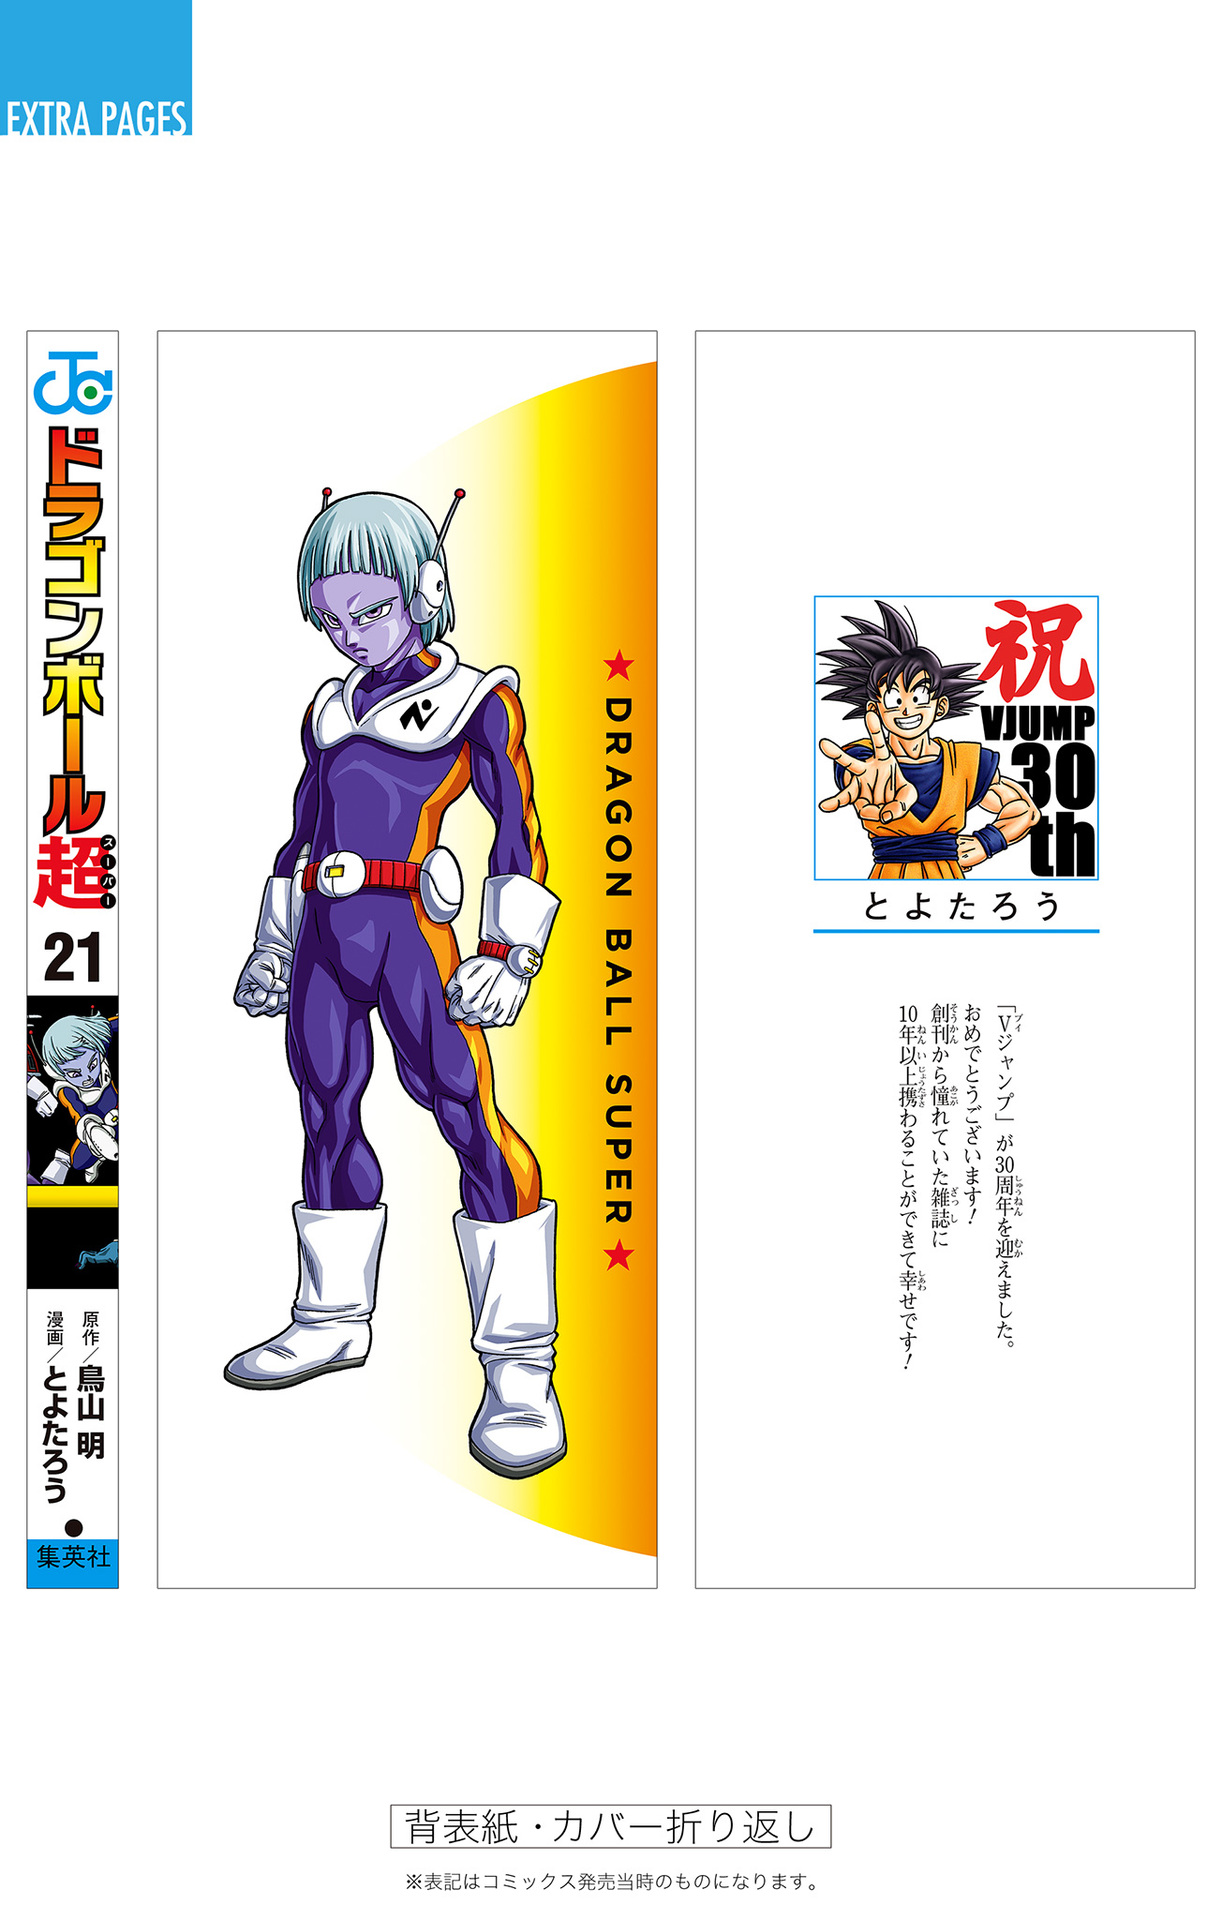 EXTRA PAGES
ドラゴンボール超
スーパー
21
原作/鳥山 明
漫画/とよたろう
集英社
★DRAGON BALL SUPER★
祝
VJUMP
30
th
とよたろう
「Vジャンプ」が30周年を迎えました。
おめでとうございます!
創刊から憧れていた雑誌に
10年以上携わることができて幸せです!
背表紙・カバー折り返し
※表記はコミックス発売当時のものになります。